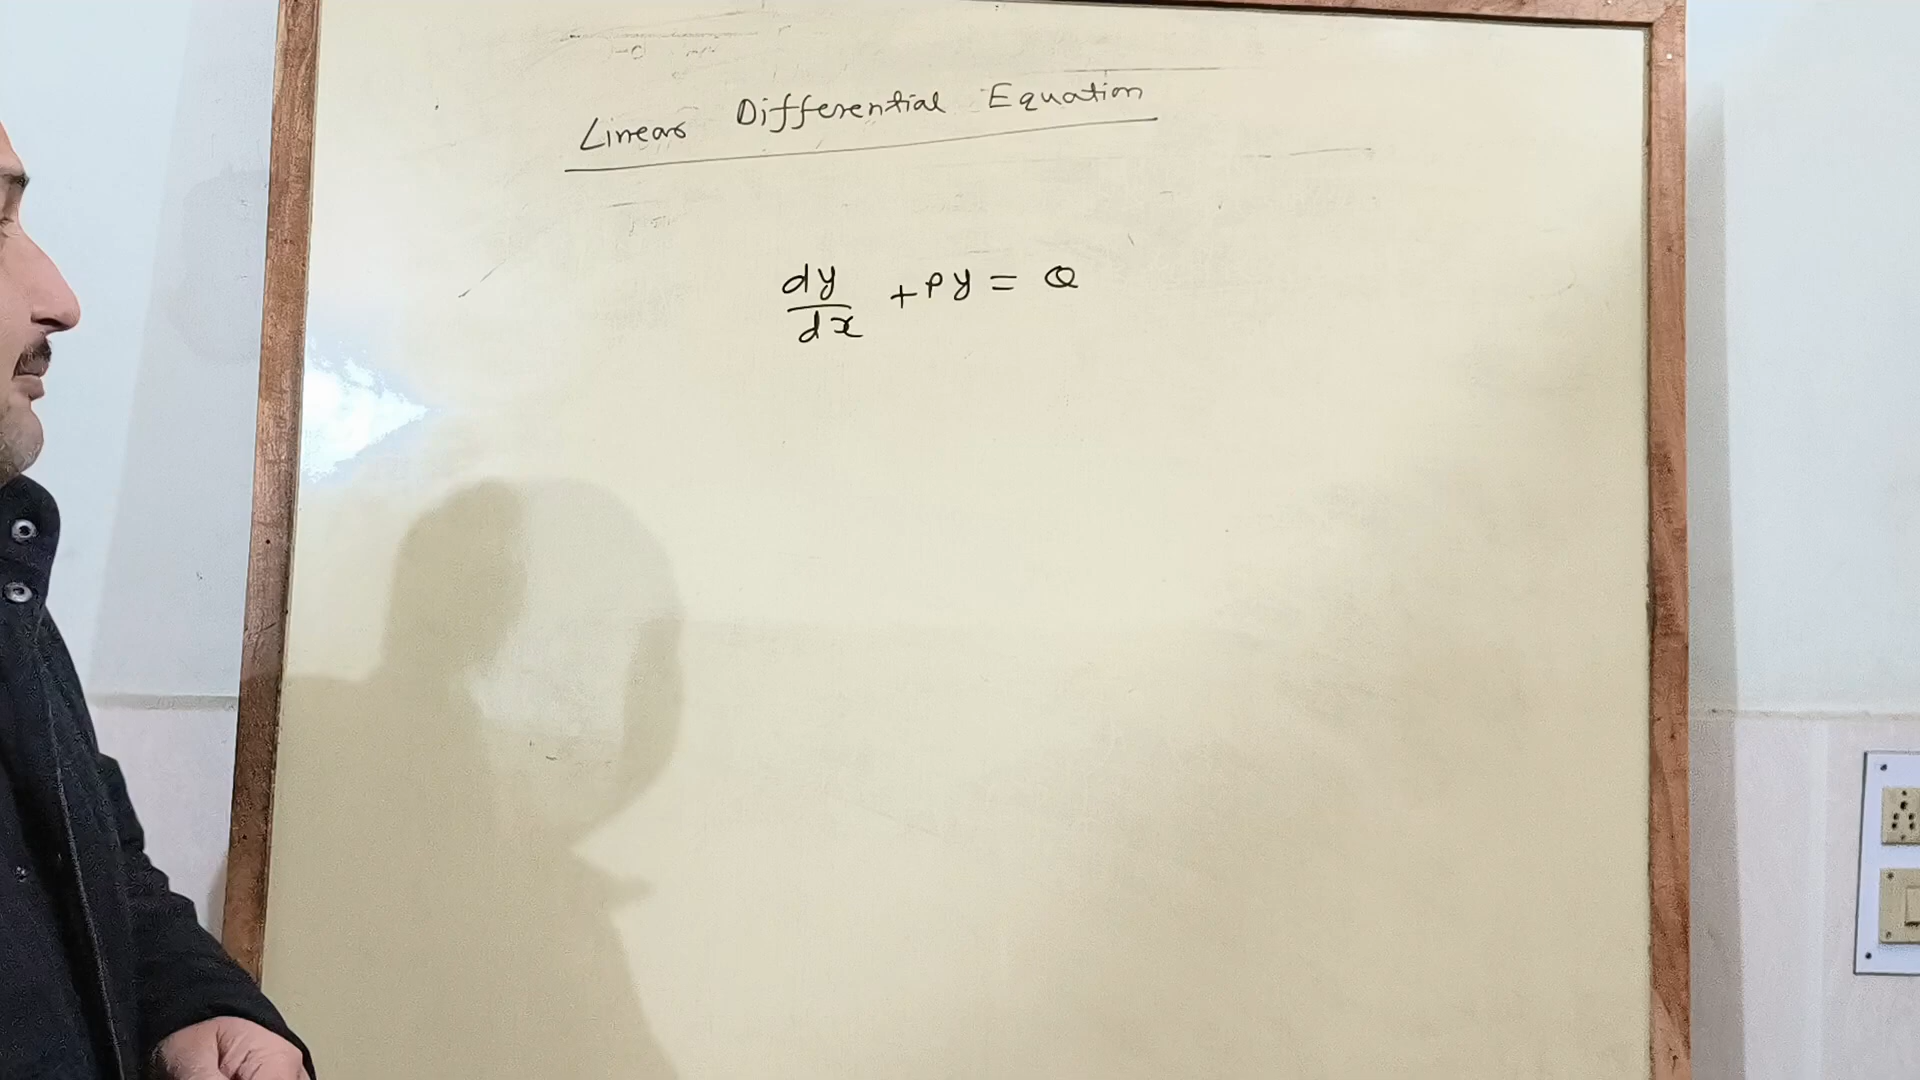 Linear Differential Equation
dy/dx + Py = Q